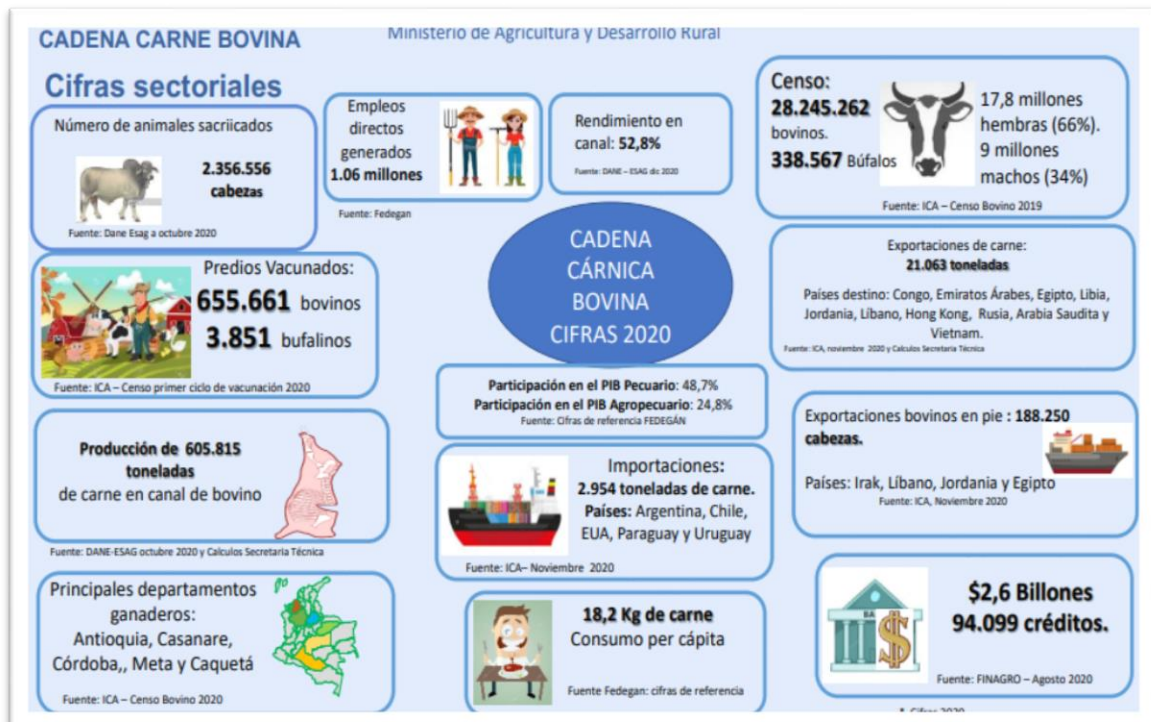 CADENA CARNE BOVINA
Ministerio de Agricultura y Desarrollo Rural
Cifras sectoriales
Número de animales sacriicados
2.356.556
cabezas
Fuente: Dane Esag a octubre 2020
Empleos
directos
generados
1.06 millones
Fuente: Fedegan
Rendimiento en
canal: 52,8%
Fuente: DANE – ESAG dic 2020
Censo:
28.245.262
bovinos.
338.567 Búfalos
17,8 millones
hembras (66%).
9 millones
machos (34%)
Fuente: ICA – Censo Bovino 2019
CADENA
CÁRNICA
BOVINA
CIFRAS 2020
Predios Vacunados:
655.661 bovinos
3.851 bufalinos
Fuente: ICA – Censo primer ciclo de vacunación 2020
Exportaciones de carne:
21.063 toneladas
Países destino: Congo, Emiratos Árabes, Egipto, Libia,
Jordania, Líbano, Hong Kong, Rusia, Arabia Saudita y
Vietnam.
Fuente: ICA, noviembre 2020 y Calculos Secretaria Técnica
Participación en el PIB Pecuario: 48,7%
Participación en el PIB Agropecuario: 24,8%
Fuente: Cifras de referencia FEDEGÁN
Producción de 605.815
toneladas
de carne en canal de bovino
Fuente: DANE-ESAG octubre 2020 y Calculos Secretaria Técnica
Importaciones:
2.954 toneladas de carne.
Países: Argentina, Chile,
EUA, Paraguay y Uruguay
Fuente: ICA– Noviembre 2020
Exportaciones bovinos en pie : 188.250
cabezas.
Países: Irak, Líbano, Jordania y Egipto
Fuente: ICA, Noviembre 2020
Principales departamentos
ganaderos:
Antioquia, Casanare,
Córdoba,, Meta y Caquetá
Fuente: ICA – Censo Bovino 2020
18,2 Kg de carne
Consumo per cápita
Fuente Fedegan: cifras de referencia
BA
$
$2,6 Billones
94.099 créditos.
Fuente: FINAGRO – Agosto 2020
* Cifras 2020